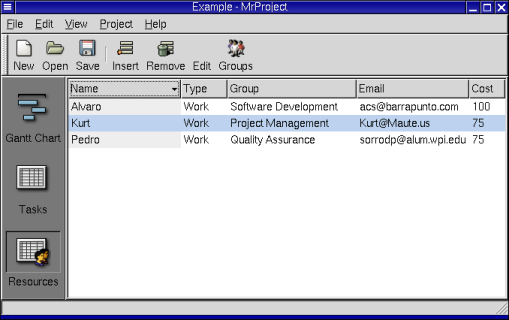 Example - MrProject
File Edit View Project Help
New Open Save Insert Remove Edit Groups
Name Type Group Email Cost
Alvaro Work Software Development acs@barrapunto.com 100
Kurt Work Project Management Kurt@Maute.us 75
Pedro Work Quality Assurance sorrodp@alum.wpi.edu 75
Gantt Chart
Tasks
Resources